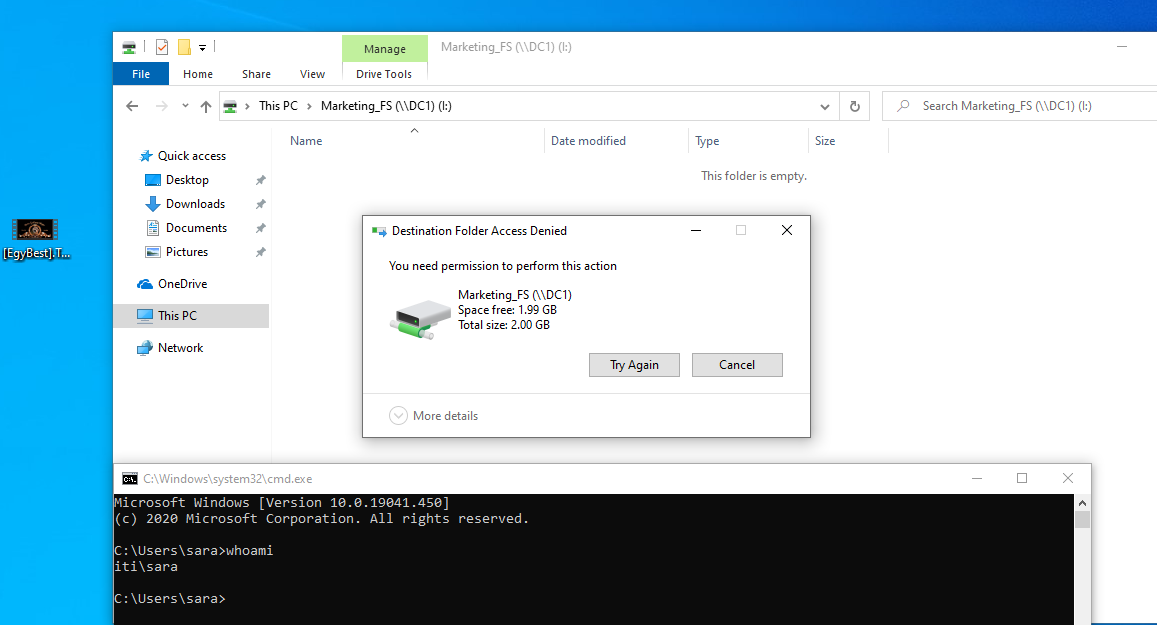 Manage
Marketing_FS (\\DC1) (I:)
File
Home
Share
View
Drive Tools
This PC > Marketing_FS (\\DC1) (I:)
Search Marketing_FS (\\DC1) (I:)
Name
Date modified
Type
Size
This folder is empty.
Quick access
Desktop
Downloads
Documents
Pictures
OneDrive
This PC
Network
[EgyBest].T...
Destination Folder Access Denied
You need permission to perform this action
Marketing_FS (\\DC1)
Space free: 1.99 GB
Total size: 2.00 GB
Try Again
Cancel
More details
C:\Windows\system32\cmd.exe
Microsoft Windows [Version 10.0.19041.450]
(c) 2020 Microsoft Corporation. All rights reserved.
C:\Users\sara>whoami
iti\sara
C:\Users\sara>